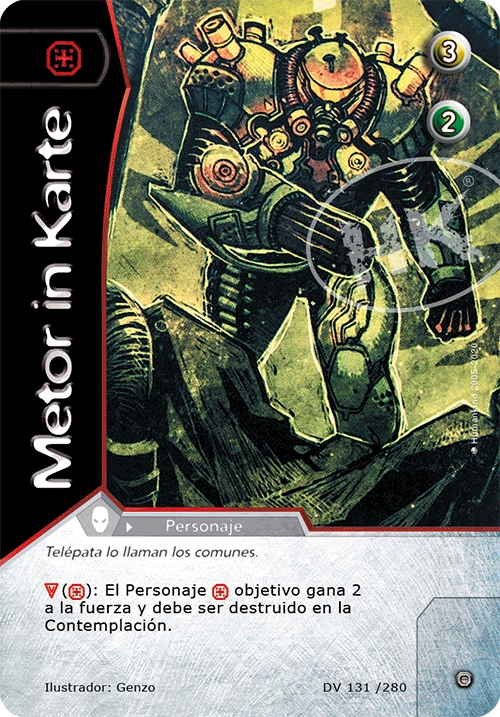 3
2
Metor in Karte
HK
®
Personaje
Telépata lo llaman los comunes.
(): El Personaje objetivo gana 2
a la fuerza y debe ser destruido en la
Contemplación.
Ilustrador: Genzo
DV 131 /280